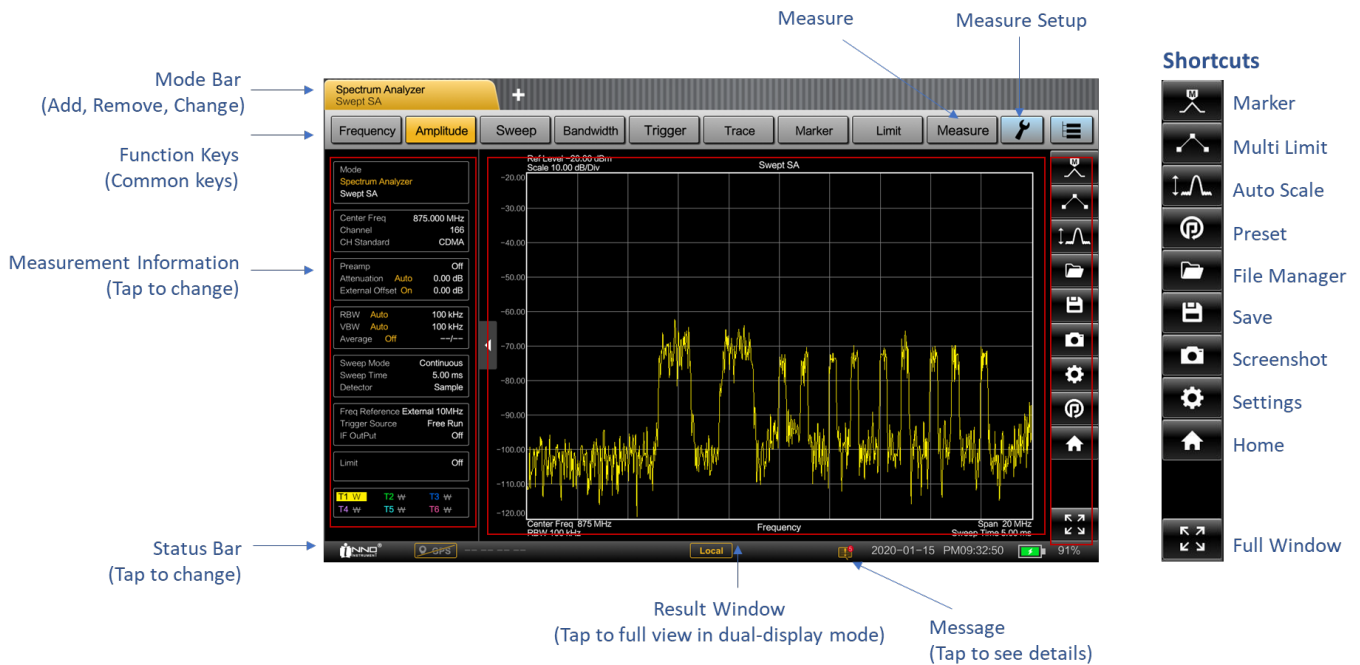 Measure
Measure Setup
Mode Bar
(Add, Remove, Change)
Function Keys
(Common keys)
Measurement Information
(Tap to change)
Status Bar
(Tap to change)
Spectrum Analyzer
Swept SA
+
Frequency Amplitude Sweep Bandwidth Trigger Trace Marker Limit Measure
Mode
Spectrum Analyzer
Swept SA
Center Freq 875.000 MHz
Channel 166
CH Standard CDMA
Preamp Off
Attenuation Auto 0.00 dB
External Offset On 0.00 dB
RBW Auto 100 kHz
VBW Auto 100 kHz
Average Off --/--
Sweep Mode Continuous
Sweep Time 5.00 ms
Detector Sample
Freq Reference External 10MHz
Trigger Source Free Run
IF OutPut Off
Limit Off
T1 W T2 W T3 W
T4 W T5 W T6 W
Ref Level -20.00 dBm
Scale 10.00 dB/Div
Swept SA
-20.00
-30.00
-40.00
-50.00
-60.00
-70.00
-80.00
-90.00
-100.00
-110.00
-120.00
Center Freq 875 MHz
RBW 100 kHz
Frequency
Span 20 MHz
Sweep Time 5.00 ms
M
INNO
INSTRUMENT
GPS -- -- -- --
Local
2020-01-15 PM09:32:50
91%
Result Window
(Tap to full view in dual-display mode)
Message
(Tap to see details)
Shortcuts
M
Marker
Multi Limit
Auto Scale
Preset
File Manager
Save
Screenshot
Settings
Home
Full Window